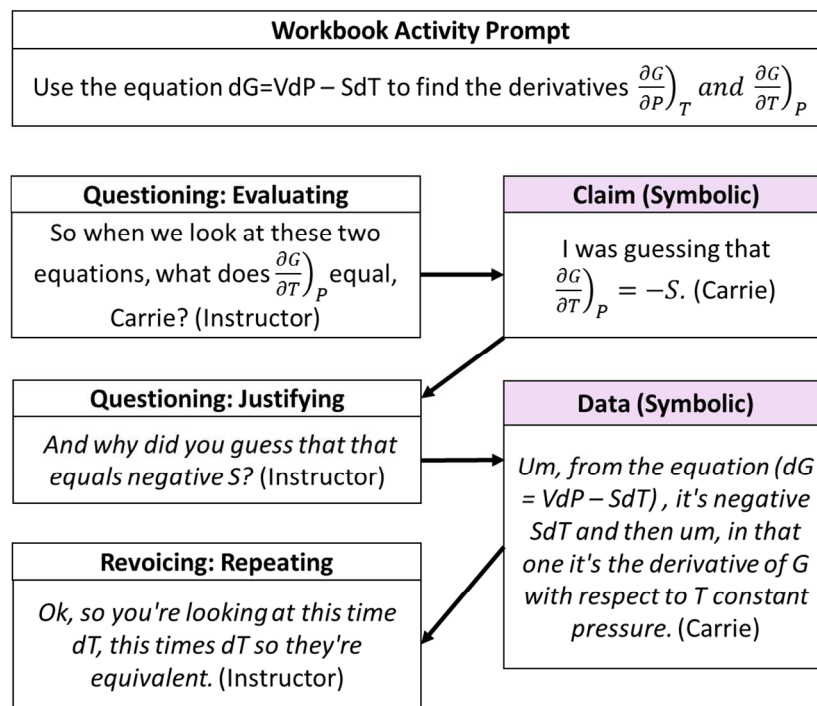 Workbook Activity Prompt
Use the equation dG=VdP – SdT to find the derivatives ∂G/∂P)_T and ∂G/∂T)_P
Questioning: Evaluating
So when we look at these two
equations, what does ∂G/∂T)_P equal,
Carrie? (Instructor)
Claim (Symbolic)
I was guessing that
∂G/∂T)_P = −S. (Carrie)
Questioning: Justifying
And why did you guess that that
equals negative S? (Instructor)
Data (Symbolic)
Um, from the equation (dG
= VdP – SdT) , it's negative
SdT and then um, in that
one it's the derivative of G
with respect to T constant
pressure. (Carrie)
Revoicing: Repeating
Ok, so you're looking at this time
dT, this times dT so they're
equivalent. (Instructor)